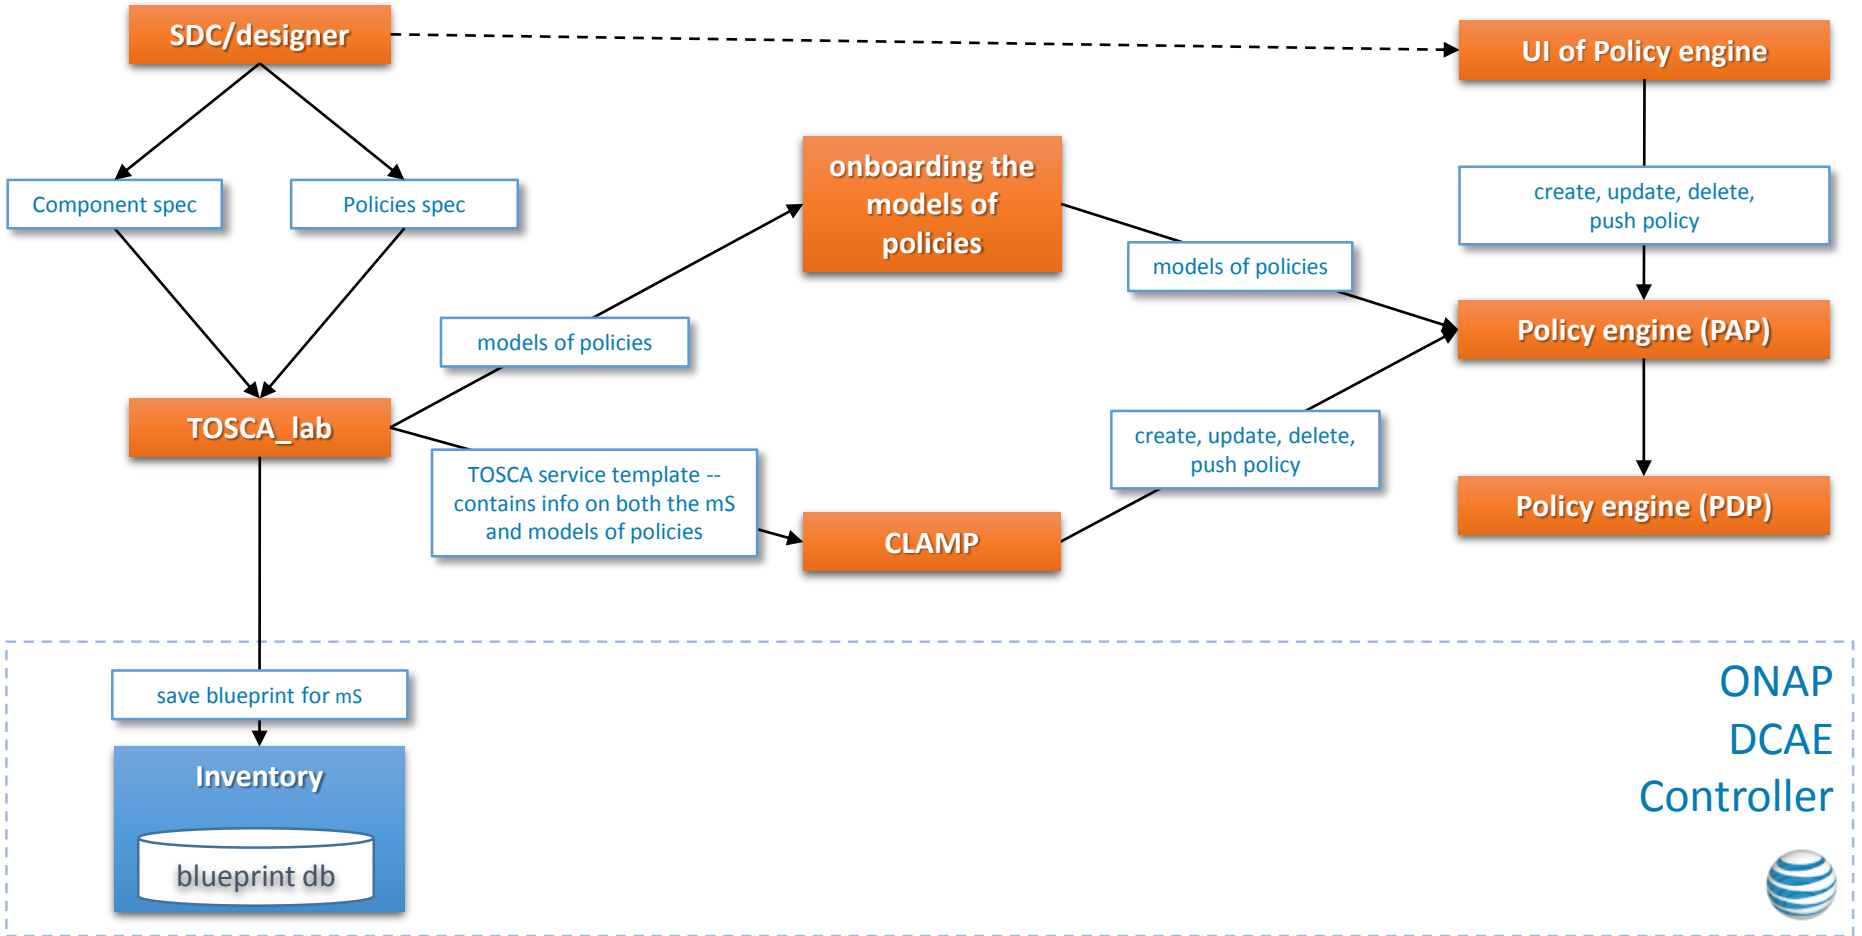 SDC/designer
UI of Policy engine
Component spec
Policies spec
onboarding the
models of
policies
create, update, delete,
push policy
models of policies
models of policies
Policy engine (PAP)
TOSCA_lab
create, update, delete,
push policy
TOSCA service template --
contains info on both the mS
and models of policies
CLAMP
Policy engine (PDP)
save blueprint for mS
Inventory
blueprint db
ONAP
DCAE
Controller